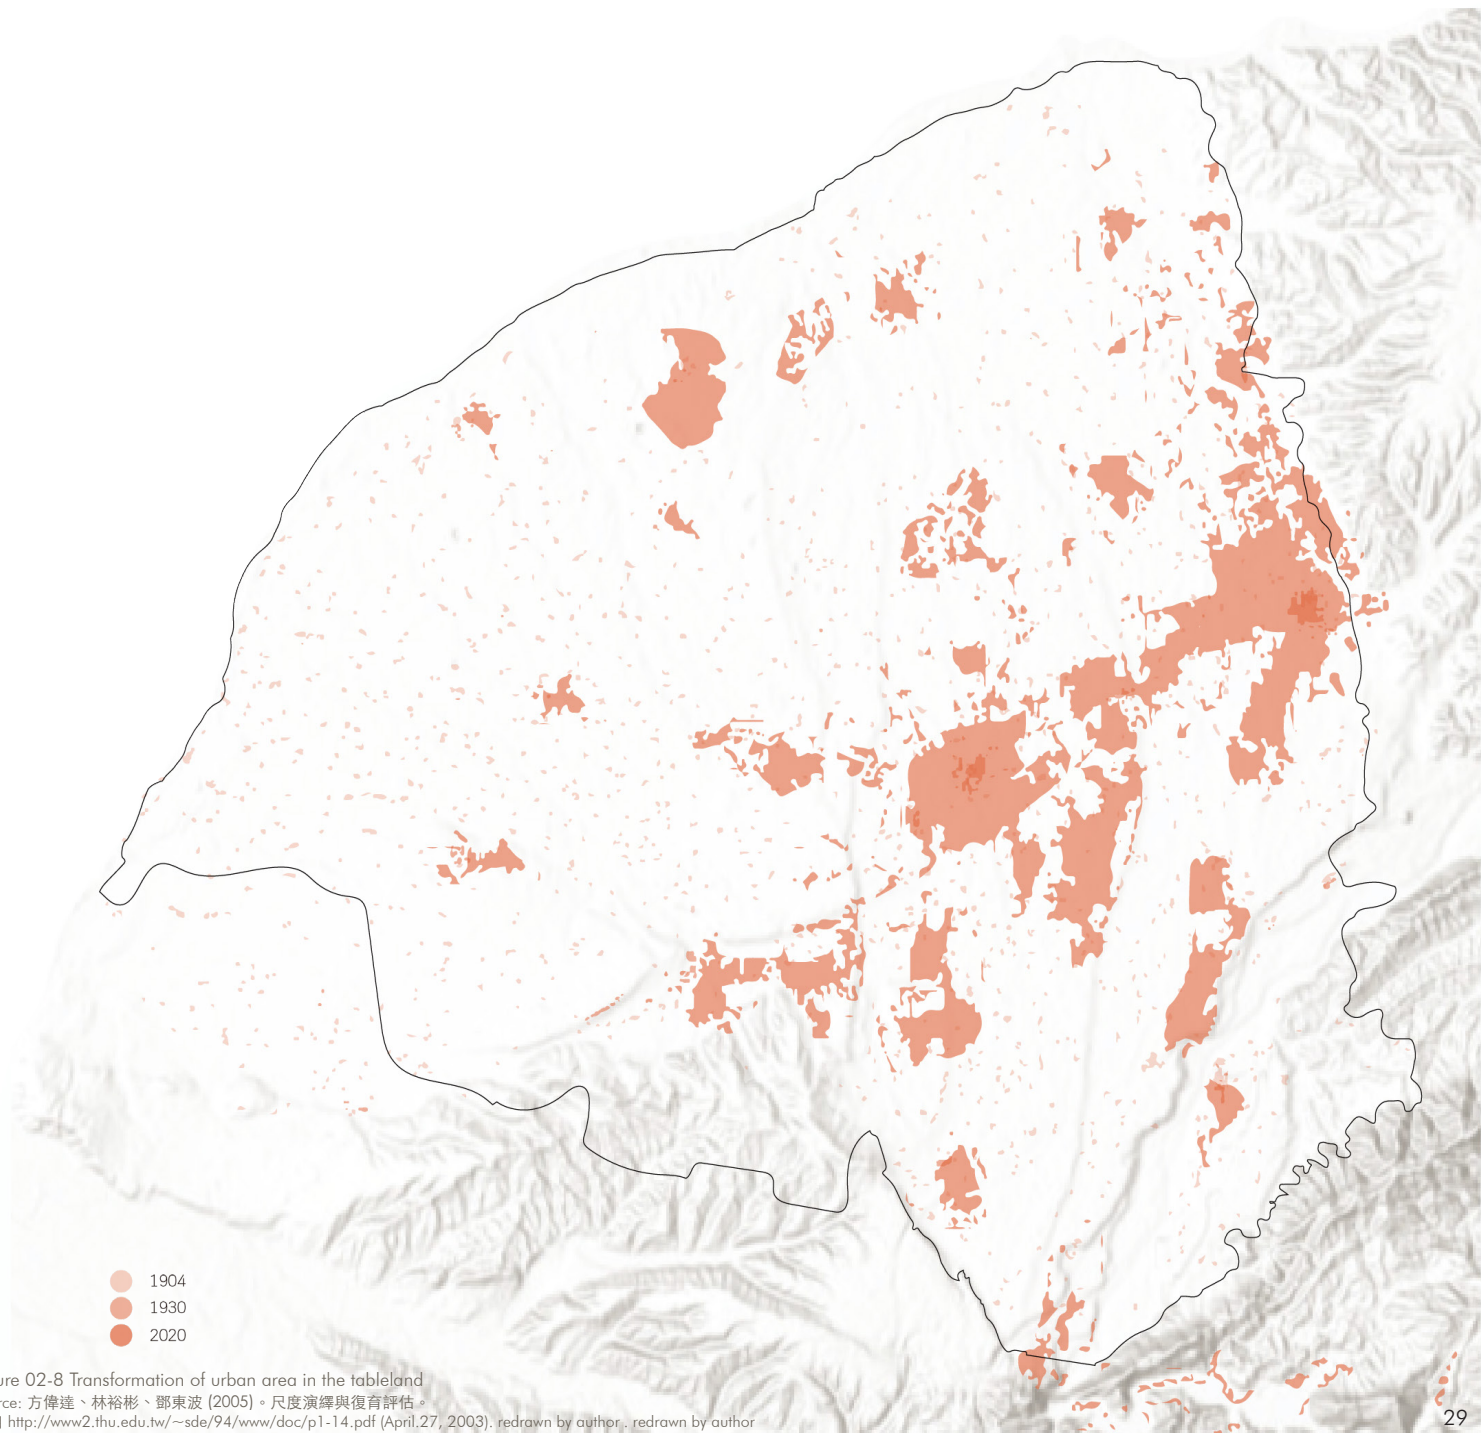 1904
1930
2020
ure 02-8 Transformation of urban area in the tableland
rce: 方偉達、林裕彬、鄧東波 (2005)。尺度演繹與復育評估。
] http://www2.thu.edu.tw/~sde/94/www/doc/p1-14.pdf (April.27, 2003). redrawn by author . redrawn by author
29